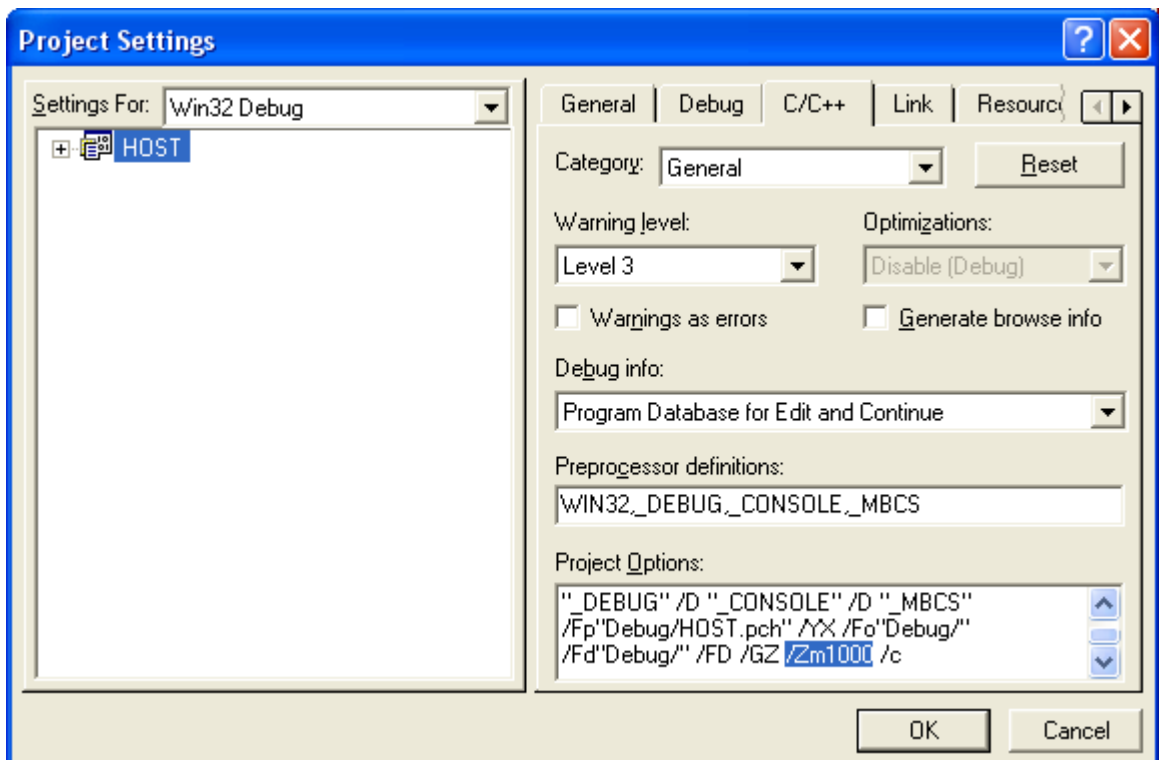 Project Settings
Settings For: Win32 Debug
HOST
General Debug C/C++ Link Resourc
Category: General Reset
Warning level: Optimizations:
Level 3 Disable (Debug)
Warnings as errors Generate browse info
Debug info:
Program Database for Edit and Continue
Preprocessor definitions:
WIN32,_DEBUG,_CONSOLE,_MBCS
Project Options:
"_DEBUG" /D "_CONSOLE" /D "_MBCS"
/Fp"Debug/HOST.pch" /YX /Fo"Debug/"
/Fd"Debug/" /FD /GZ /Zm1000 /c
OK Cancel